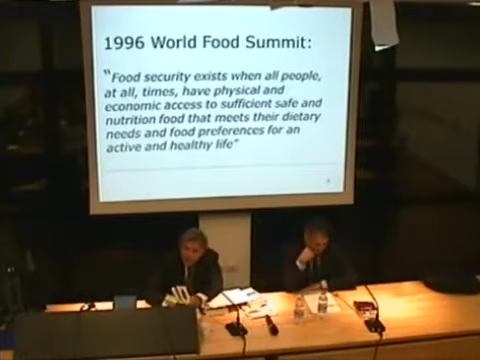 1996 World Food Summit:
"Food security exists when all people,
at all, times, have physical and
economic access to sufficient safe and
nutrition food that meets their dietary
needs and food preferences for an
active and healthy life"